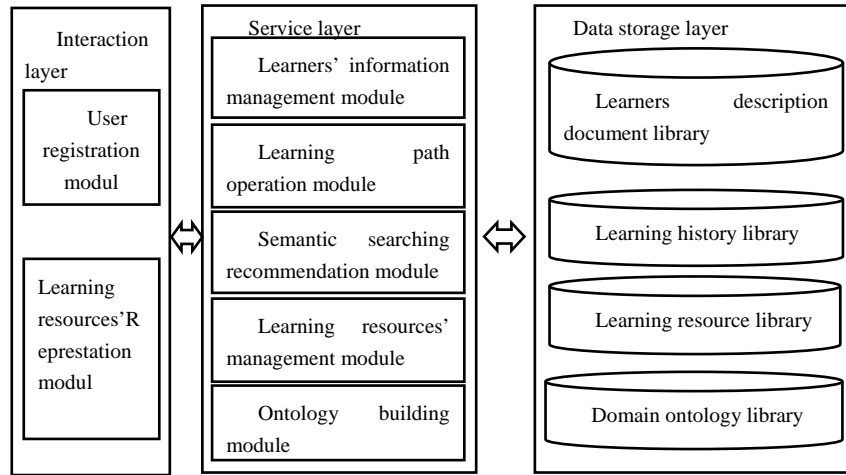 Interaction
layer
User
registration
modul
Learning
resources'R
eprestation
modul
Service layer
Learners' information
management module
Learning path
operation module
Semantic searching
recommendation module
Learning resources'
management module
Ontology building
module
Data storage layer
Learners description
document library
Learning history library
Learning resource library
Domain ontology library